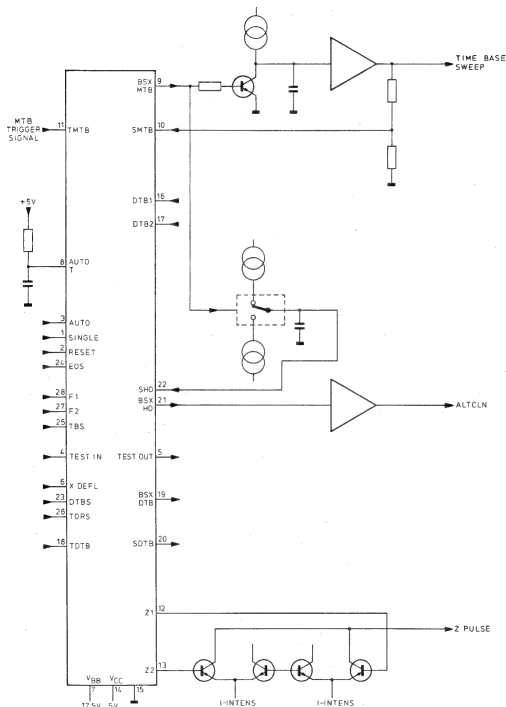 BSX 9
MTB
TIME BASE
SWEEP
MTB
TRIGGER
SIGNAL
11
TMTB
SMTB
10
+5V
DTB1
16
DTB2
17
8
AUTO
T
3
AUTO
1
SINGLE
2
RESET
24
EOS
SHO
22
BSX
HO
21
ALTCLN
28
F1
27
F2
25
TBS
4
TEST IN
TEST OUT
5
6
X DEFL
23
DTBS
BSX
DTB
19
26
TORS
18
TDTB
SDTB
20
Z1
12
Z PULSE
Z2
13
VBB
VCC
7
14
15
17.5V
5V
I-INTENS
I-INTENS